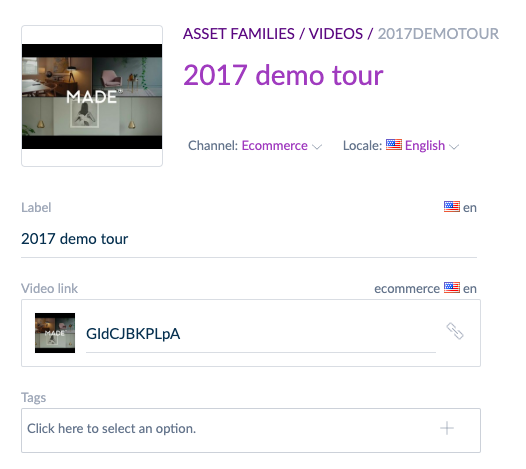 ASSET FAMILIES / VIDEOS / 2017DEMOTOUR
2017 demo tour
MADE
Channel: Ecommerce Locale: English
Label en
2017 demo tour
Video link ecommerce en
MADE
GIdCJBKPLpA
Tags
Click here to select an option.